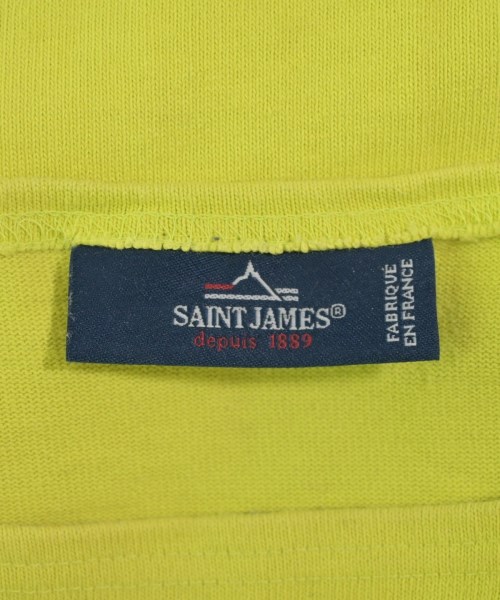 SAINT JAMES®
depuis 1889
FABRIQUÉ
EN FRANCE